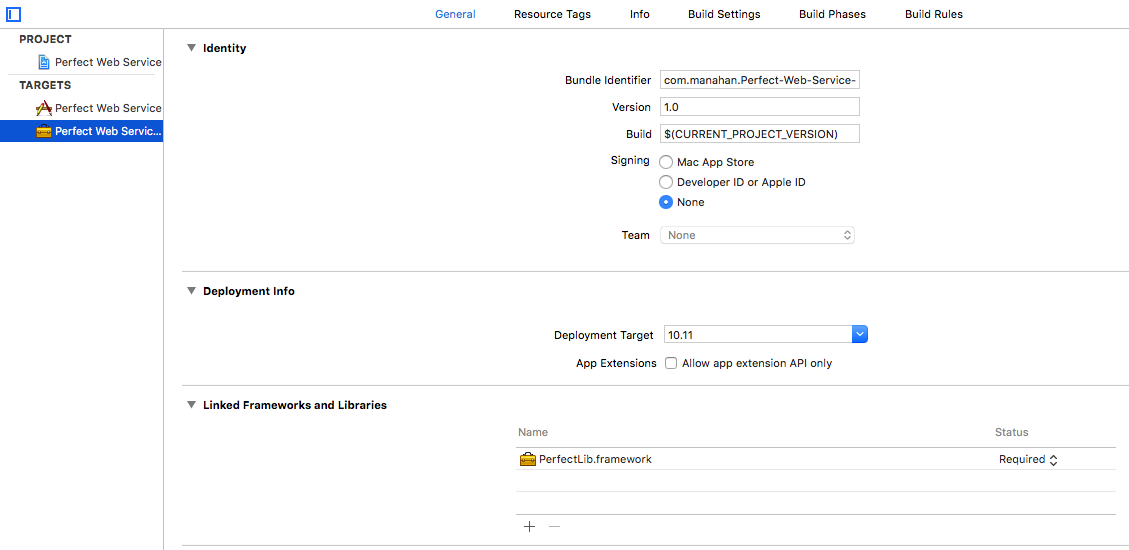 General Resource Tags Info Build Settings Build Phases Build Rules
PROJECT
Perfect Web Service
TARGETS
Perfect Web Service
Perfect Web Servic...
Identity
Bundle Identifier com.manahan.Perfect-Web-Service-
Version 1.0
Build $(CURRENT_PROJECT_VERSION)
Signing Mac App Store
Developer ID or Apple ID
None
Team None
Deployment Info
Deployment Target 10.11
App Extensions Allow app extension API only
Linked Frameworks and Libraries
Name Status
PerfectLib.framework Required